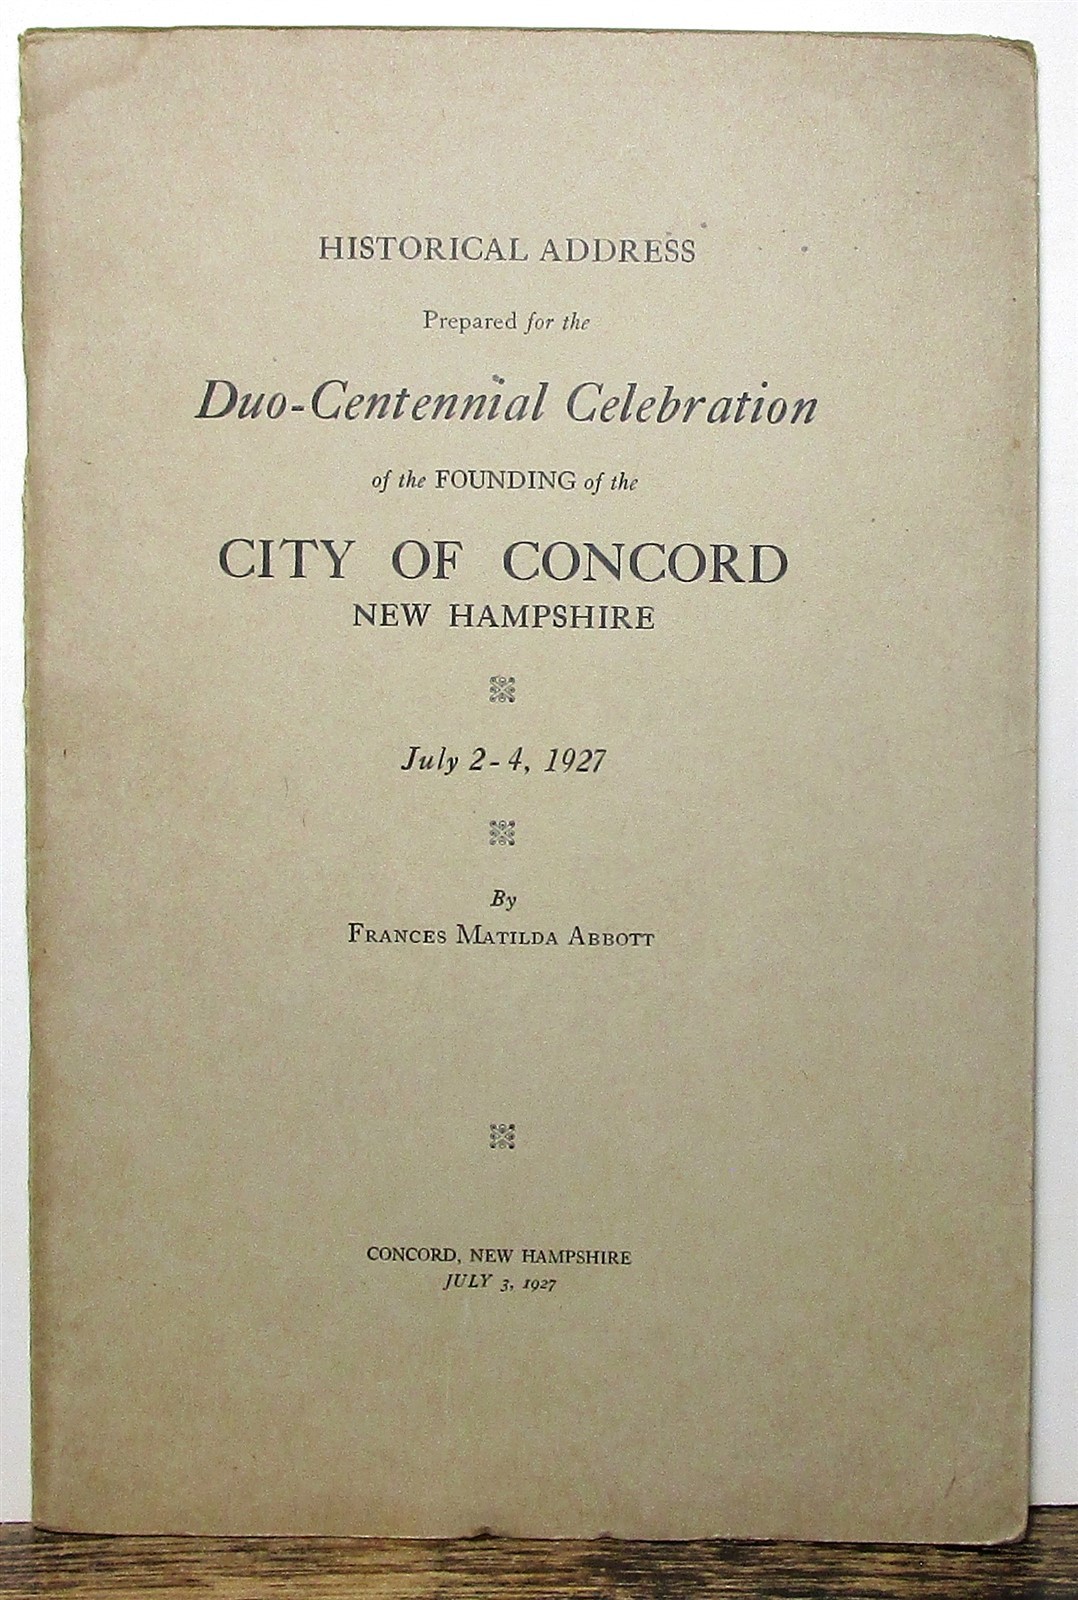 HISTORICAL ADDRESS
Prepared for the
Duo-Centennial Celebration
of the FOUNDING of the
CITY OF CONCORD
NEW HAMPSHIRE
July 2-4, 1927
By
FRANCES MATILDA ABBOTT
CONCORD, NEW HAMPSHIRE
JULY 3, 1927